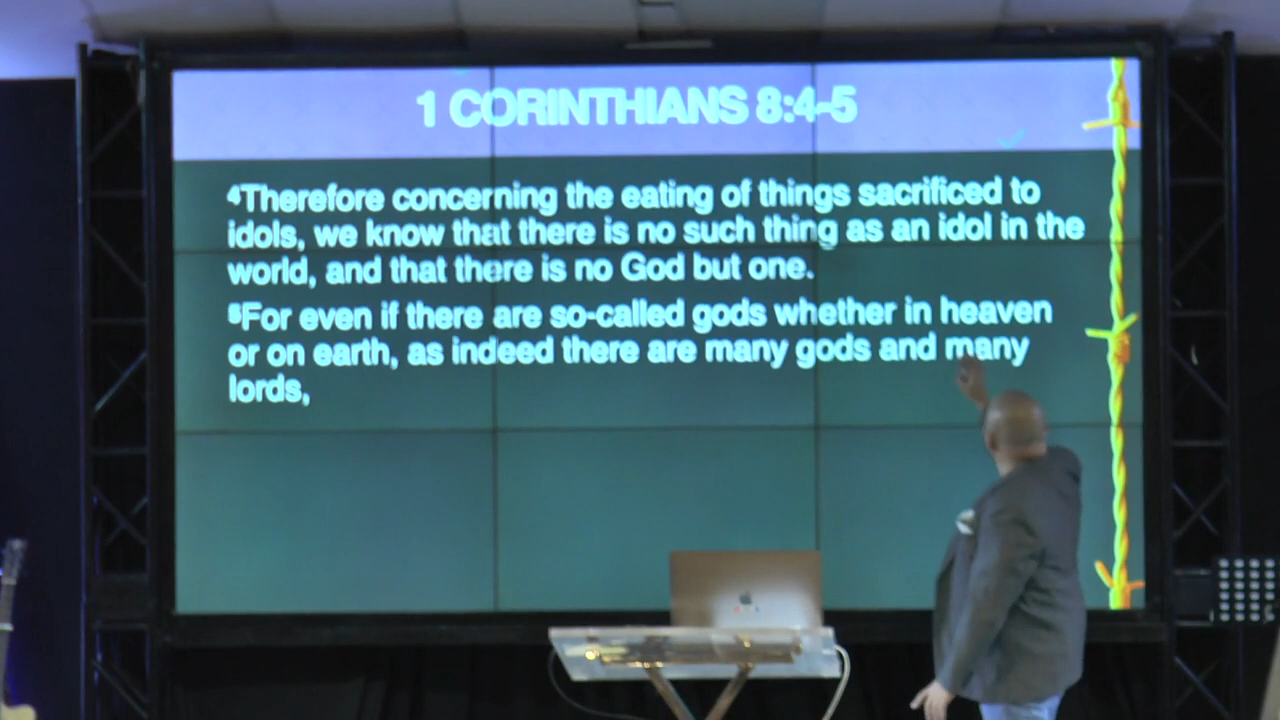 1 CORINTHIANS 8:4-5
⁴Therefore concerning the eating of things sacrificed to
idols, we know that there is no such thing as an idol in the
world, and that there is no God but one.
⁵For even if there are so-called gods whether in heaven
or on earth, as indeed there are many gods and many
lords,